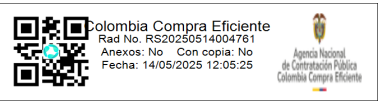 Colombia Compra Eficiente
Rad No. RS20250514004761
Anexos: No Con copia: No
Fecha: 14/05/2025 12:05:25
Agencia Nacional
de Contratación Pública
Colombia Compra Eficiente